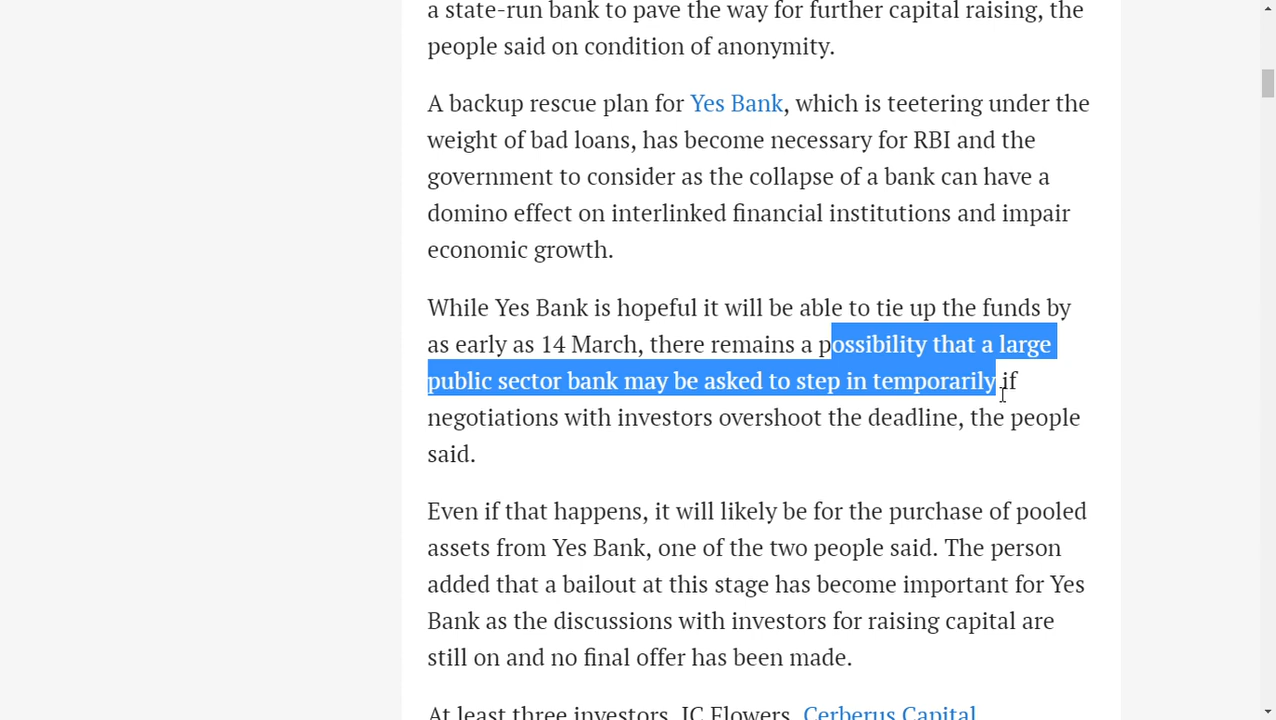 a state-run bank to pave the way for further capital raising, the
people said on condition of anonymity.
A backup rescue plan for Yes Bank, which is teetering under the
weight of bad loans, has become necessary for RBI and the
government to consider as the collapse of a bank can have a
domino effect on interlinked financial institutions and impair
economic growth.
While Yes Bank is hopeful it will be able to tie up the funds by
as early as 14 March, there remains a possibility that a large
public sector bank may be asked to step in temporarily if
negotiations with investors overshoot the deadline, the people
said.
Even if that happens, it will likely be for the purchase of pooled
assets from Yes Bank, one of the two people said. The person
added that a bailout at this stage has become important for Yes
Bank as the discussions with investors for raising capital are
still on and no final offer has been made.
At least three investors, JC Flowers, Cerberus Capital